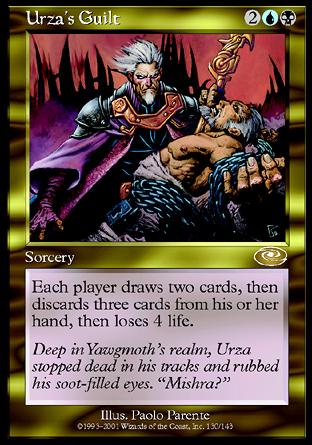 Urza's Guilt 2
Sorcery
Each player draws two cards, then
discards three cards from his or her
hand, then loses 4 life.
Deep in Yawgmoth's realm, Urza
stopped dead in his tracks and rubbed
his soot-filled eyes. "Mishra?"
Illus. Paolo Parente
©1993–2001 Wizards of the Coast, Inc. 130/143